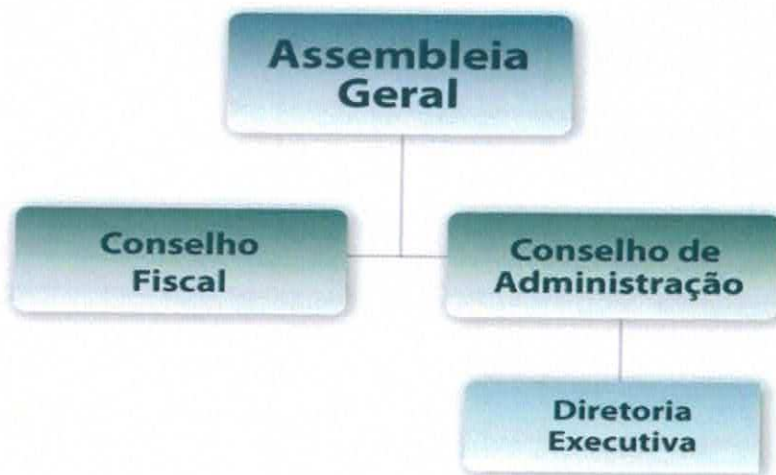 Assembleia
Geral
Conselho
Fiscal
Conselho de
Administração
Diretoria
Executiva